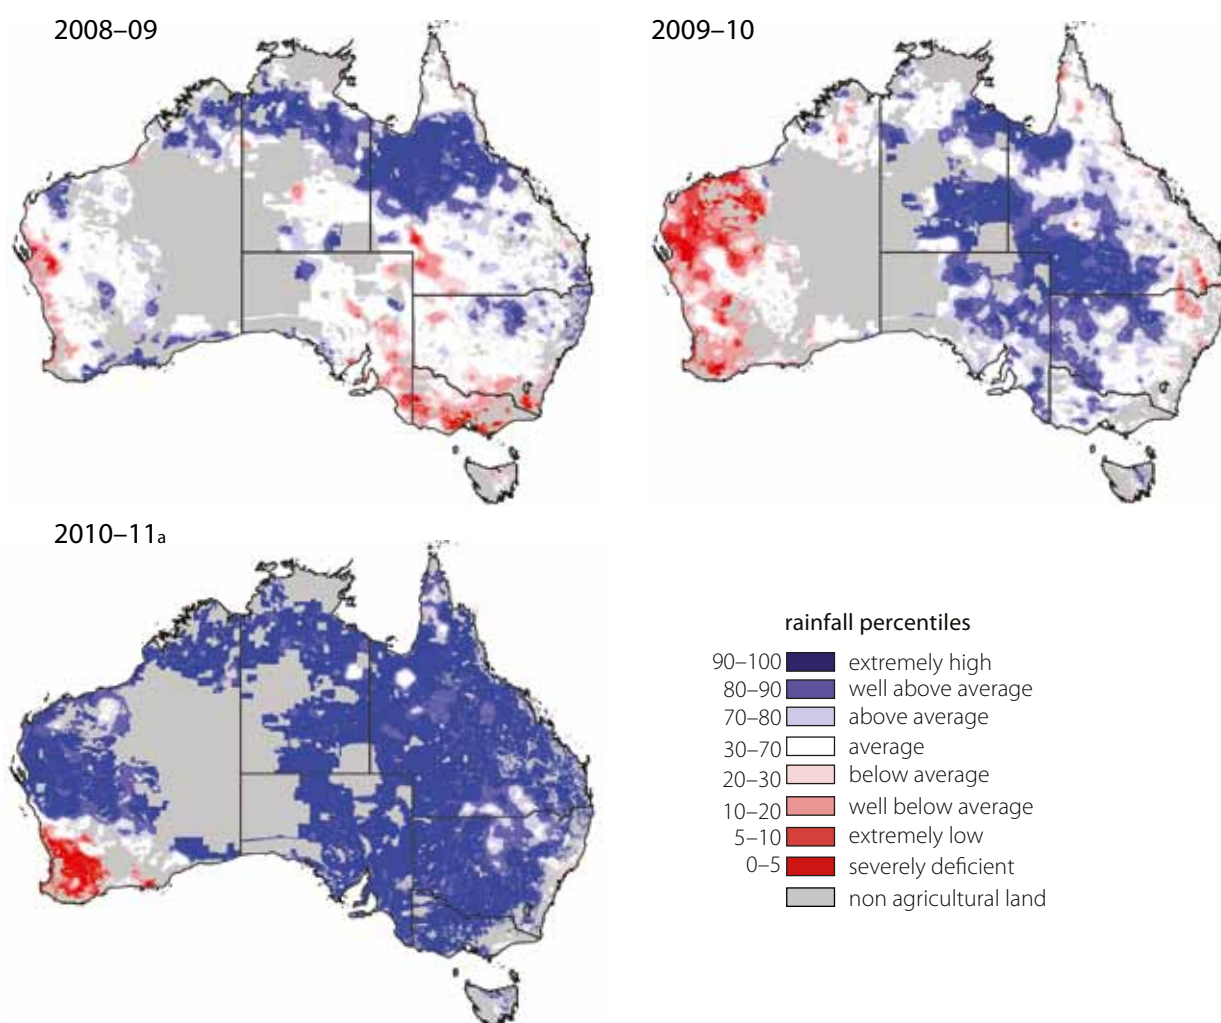 2008–09
2009–10
2010–11a
rainfall percentiles
90–100 extremely high
80–90 well above average
70–80 above average
30–70 average
20–30 below average
10–20 well below average
5–10 extremely low
0–5 severely deficient
non agricultural land